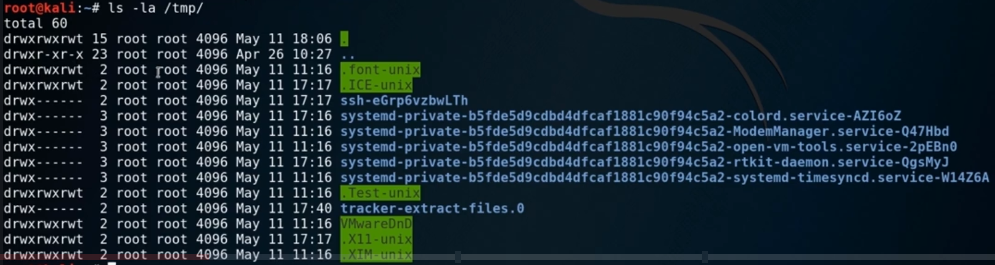 root@kali:~# ls -la /tmp/
total 60
drwxrwxrwt 15 root root 4096 May 11 18:06 .
drwxr-xr-x 23 root root 4096 Apr 26 10:27 ..
drwxrwxrwt  2 root root 4096 May 11 11:16 .font-unix
drwxrwxrwt  2 root root 4096 May 11 17:17 .ICE-unix
drwx------  2 root root 4096 May 11 17:17 ssh-eGrp6vzbwLTh
drwx------  3 root root 4096 May 11 17:16 systemd-private-b5fde5d9cdbd4dfcaf1881c90f94c5a2-colord.service-AZI6oZ
drwx------  3 root root 4096 May 11 11:16 systemd-private-b5fde5d9cdbd4dfcaf1881c90f94c5a2-ModemManager.service-Q47Hbd
drwx------  3 root root 4096 May 11 11:16 systemd-private-b5fde5d9cdbd4dfcaf1881c90f94c5a2-open-vm-tools.service-2pEBn0
drwx------  3 root root 4096 May 11 11:16 systemd-private-b5fde5d9cdbd4dfcaf1881c90f94c5a2-rtkit-daemon.service-QgsMyJ
drwx------  3 root root 4096 May 11 11:16 systemd-private-b5fde5d9cdbd4dfcaf1881c90f94c5a2-systemd-timesyncd.service-W14Z6A
drwxrwxrwt  2 root root 4096 May 11 11:16 .Test-unix
drwx------  2 root root 4096 May 11 17:40 tracker-extract-files.0
drwxrwxrwt  2 root root 4096 May 11 11:16 VMwareDnD
drwxrwxrwt  2 root root 4096 May 11 17:17 .X11-unix
drwxrwxrwt  2 root root 4096 May 11 11:16 .XIM-unix